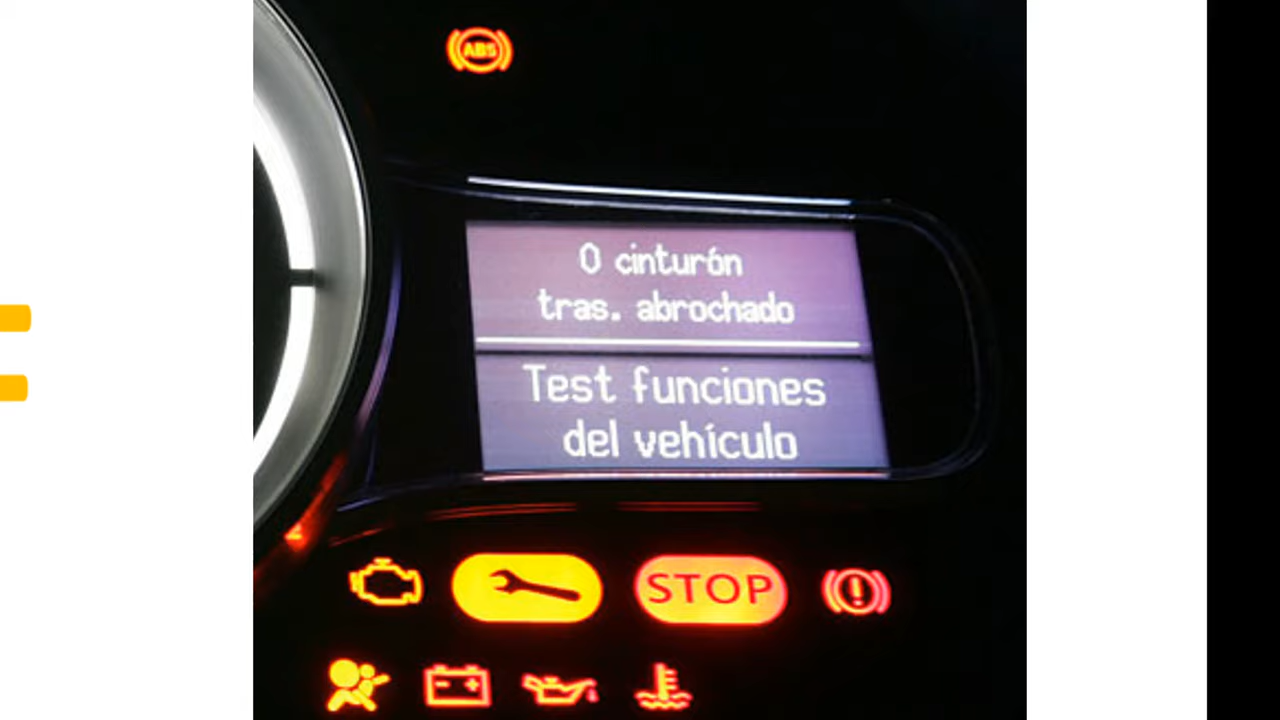 ABS
0 cinturón
tras. abrochado
Test funciones
del vehículo
STOP